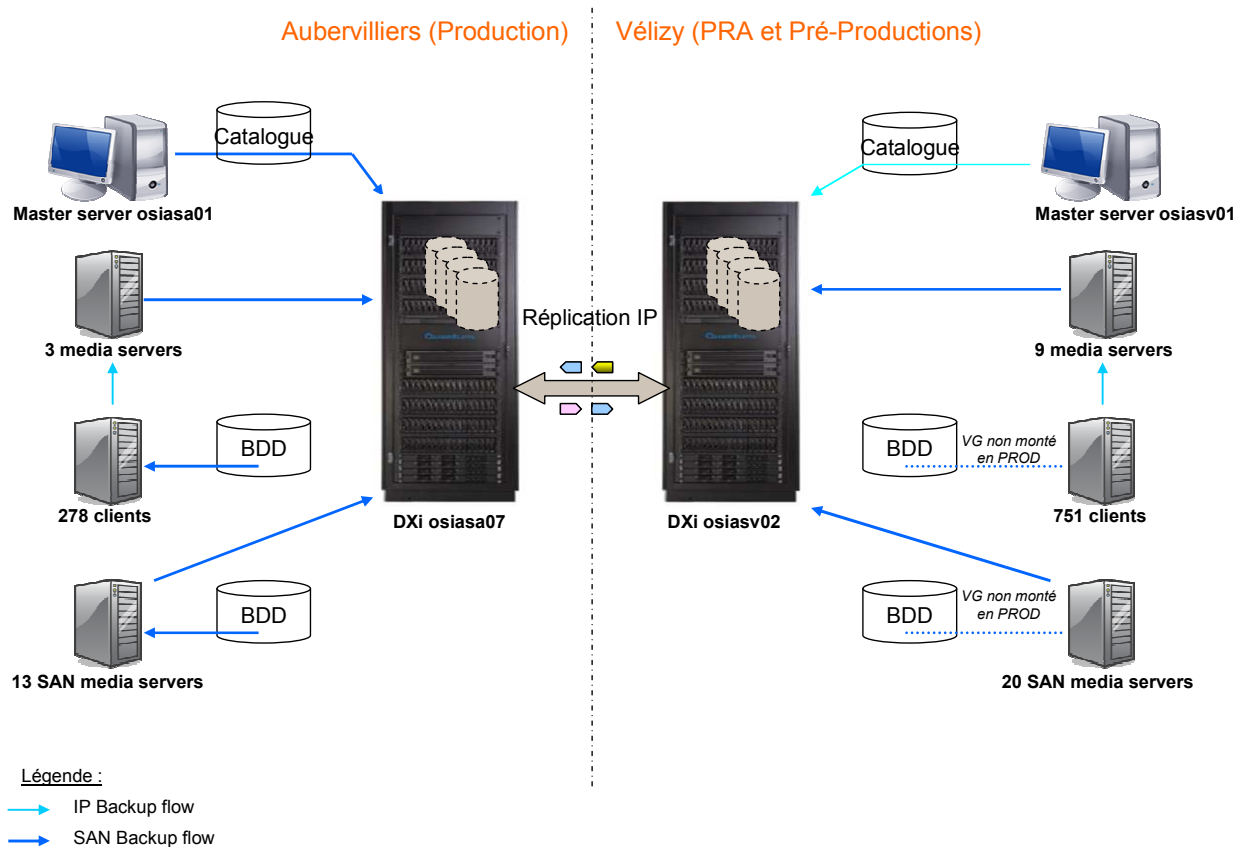 Aubervilliers (Production)
Vélizy (PRA et Pré-Productions)
Catalogue
Catalogue
Master server osiasa01
Master server osiasv01
3 media servers
Réplication IP
9 media servers
BDD
BDD
VG non monté
en PROD
278 clients
DXi osiasa07
DXi osiasv02
751 clients
BDD
BDD
VG non monté
en PROD
13 SAN media servers
20 SAN media servers
Légende :
IP Backup flow
SAN Backup flow